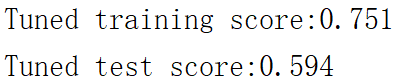 Tuned training score:0.751
Tuned test score:0.594